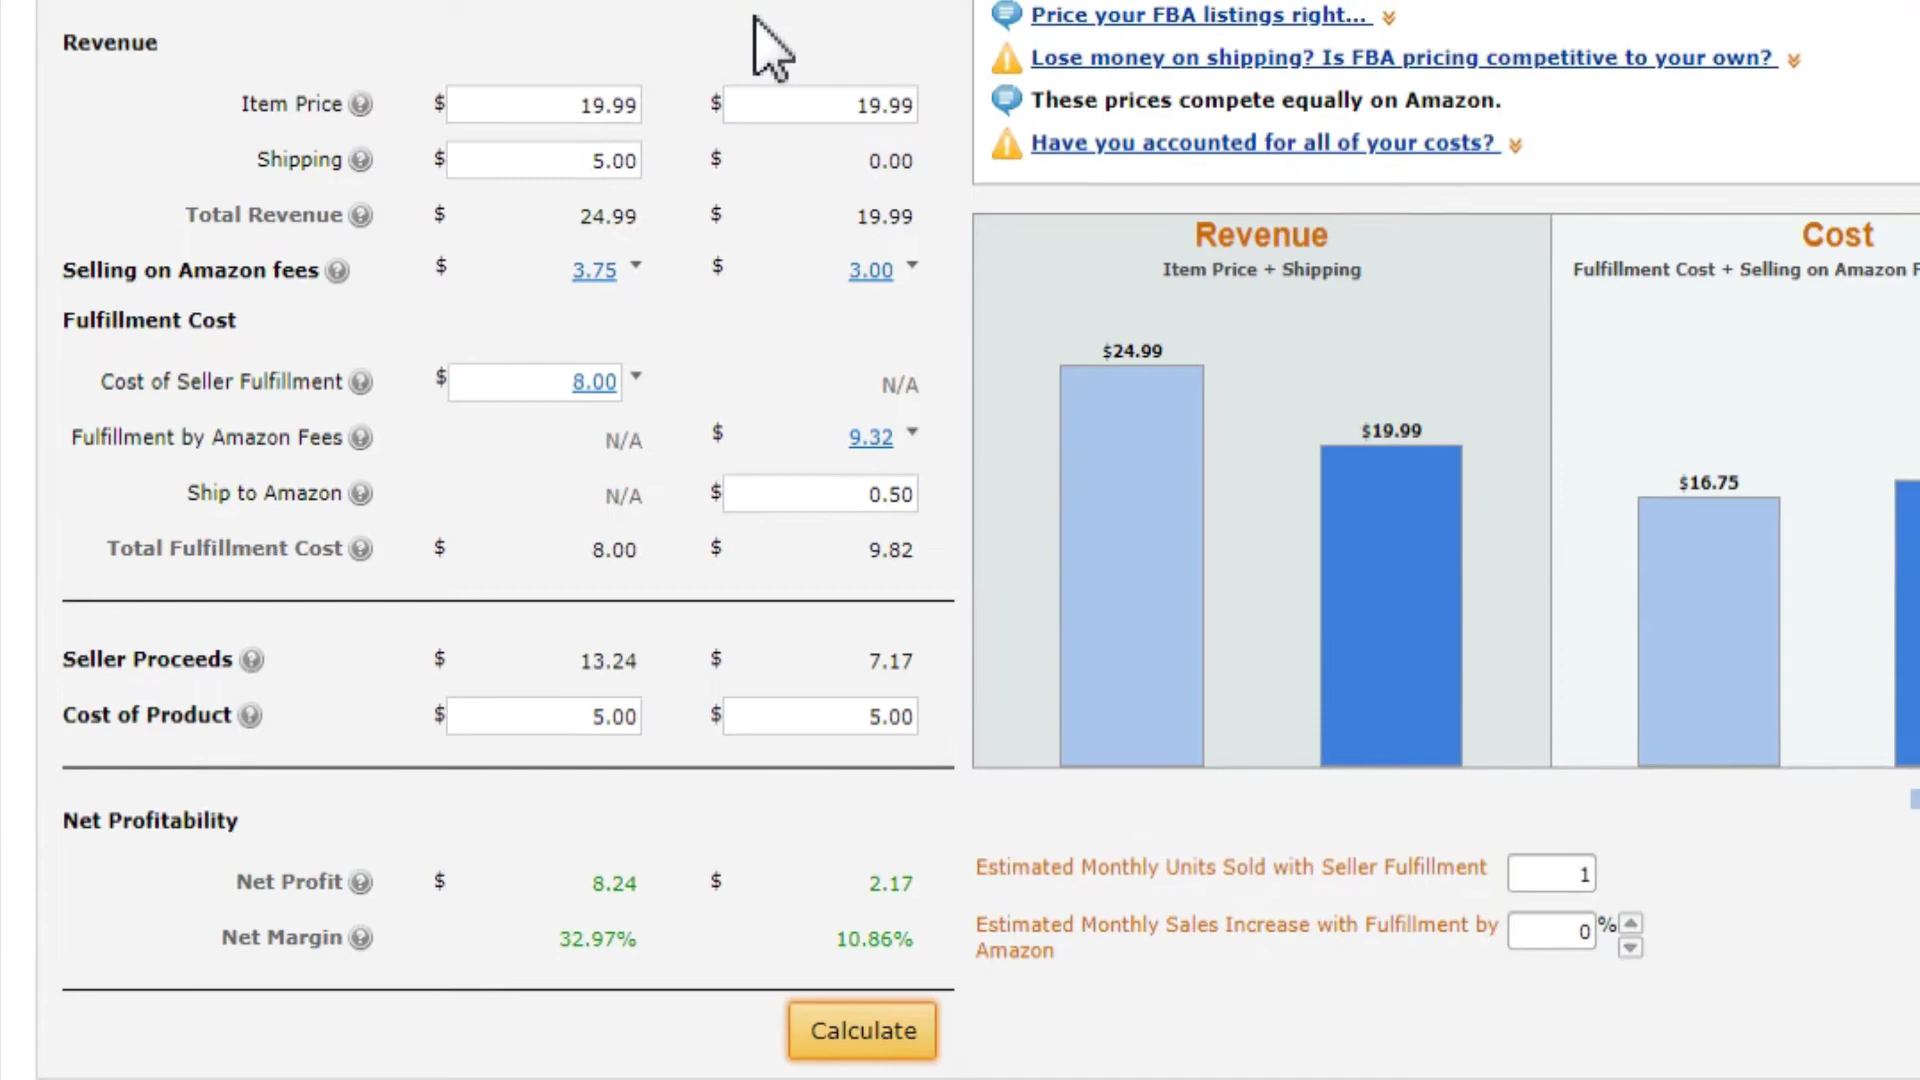 Revenue
Item Price $ 19.99 $ 19.99
Shipping $ 5.00 $ 0.00
Total Revenue $ 24.99 $ 19.99
Selling on Amazon fees $ 3.75 $ 3.00
Fulfillment Cost
Cost of Seller Fulfillment $ 8.00 N/A
Fulfillment by Amazon Fees N/A $ 9.32
Ship to Amazon N/A $ 0.50
Total Fulfillment Cost $ 8.00 $ 9.82
Seller Proceeds $ 13.24 $ 7.17
Cost of Product $ 5.00 $ 5.00
Net Profitability
Net Profit $ 8.24 $ 2.17
Net Margin 32.97% 10.86%
Calculate
Price your FBA listings right...
Lose money on shipping? Is FBA pricing competitive to your own?
These prices compete equally on Amazon.
Have you accounted for all of your costs?
Revenue
Item Price + Shipping
$24.99
$19.99
Cost
Fulfillment Cost + Selling on Amazon F
$16.75
Estimated Monthly Units Sold with Seller Fulfillment 1
Estimated Monthly Sales Increase with Fulfillment by 0 %
Amazon